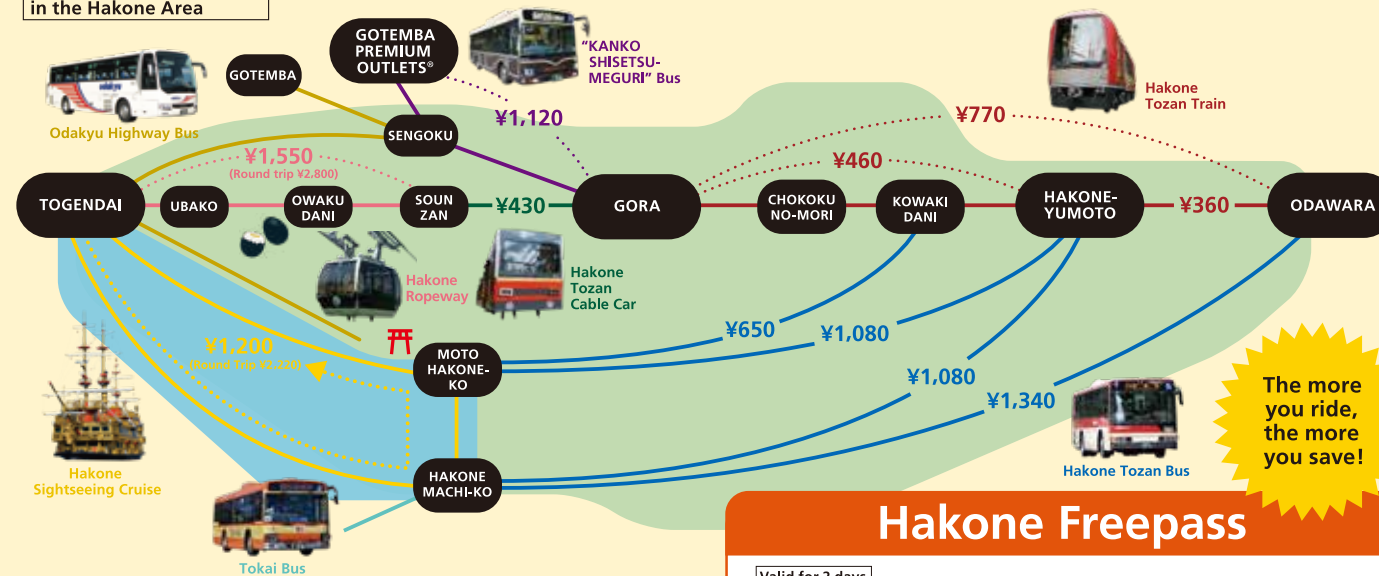 in the Hakone Area
GOTEMBA
PREMIUM
OUTLETS®
"KANKO
SHISETSU-
MEGURI" Bus
GOTEMBA
Odakyu Highway Bus
¥1,120
Hakone
Tozan Train
¥770
SENGOKU
¥1,550
(Round trip ¥2,800)
¥460
TOGENDAI
UBAKO
OWAKU
DANI
SOUN
ZAN
¥430
GORA
CHOKOKU
NO-MORI
KOWAKI
DANI
HAKONE-
YUMOTO
¥360
ODAWARA
Hakone
Ropeway
Hakone
Tozan
Cable Car
¥1,200
(Round Trip ¥2,220)
MOTO
HAKONE-
KO
¥650
¥1,080
¥1,080
¥1,340
The more
you ride,
the more
you save!
Hakone
Sightseeing Cruise
HAKONE
MACHI-KO
Hakone Tozan Bus
Tokai Bus
Hakone Freepass
Valid for 2 days